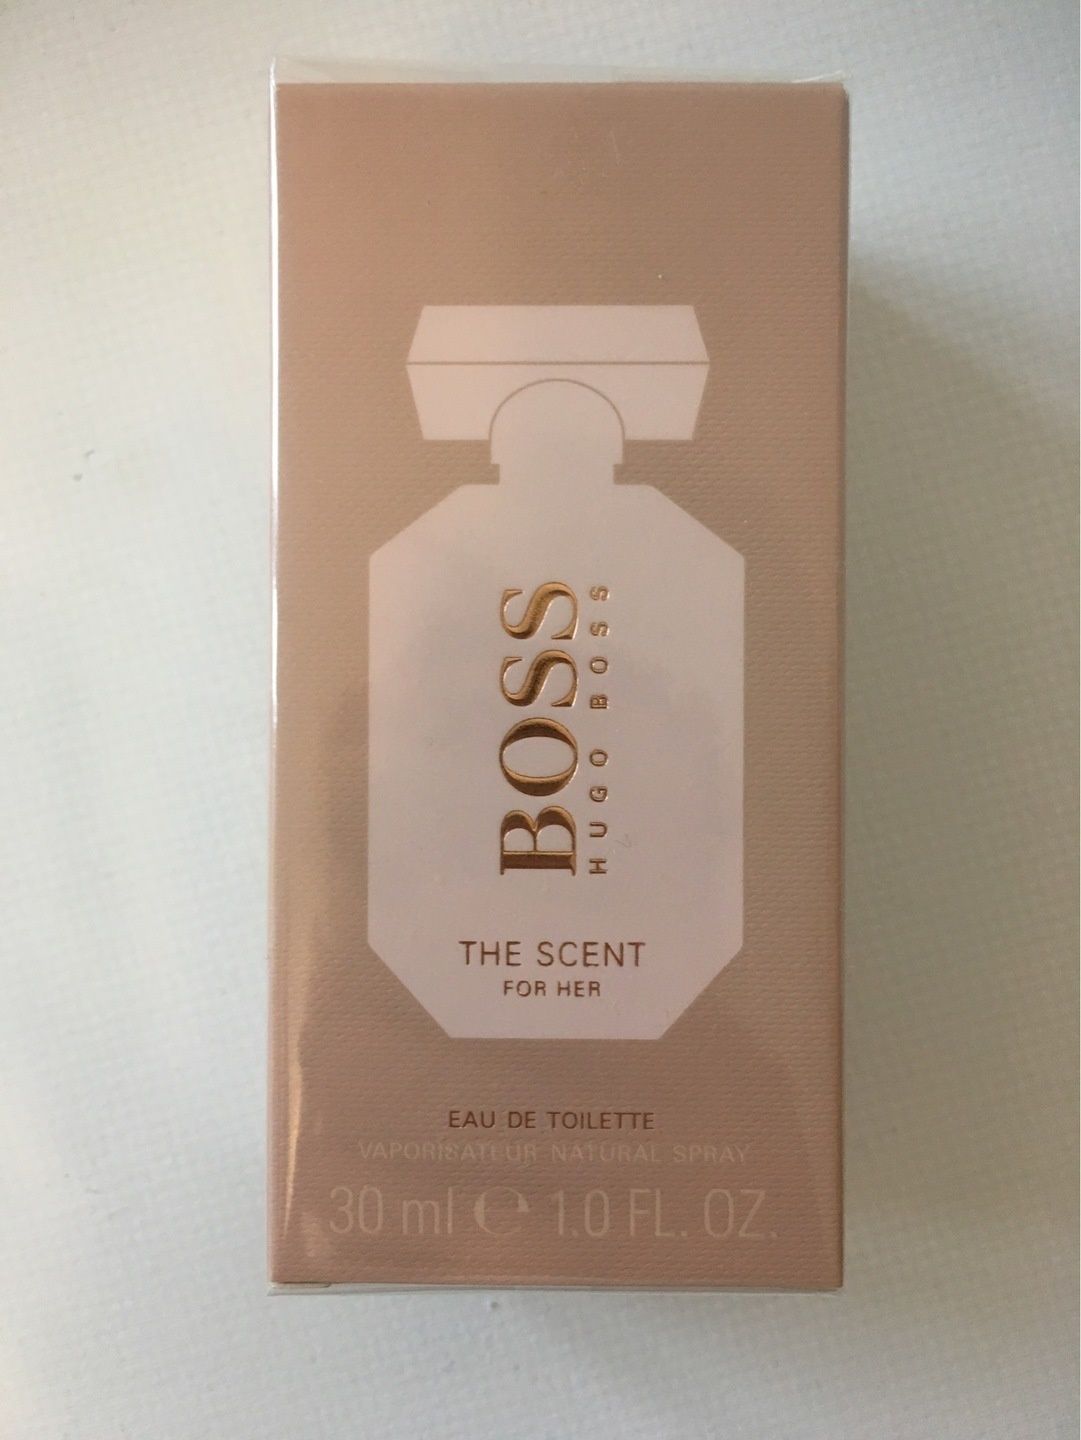 BOSS
HUGO BOSS
THE SCENT
FOR HER
EAU DE TOILETTE
VAPORISATEUR NATURAL SPRAY
30 ml ℮ 1.0 FL. OZ.